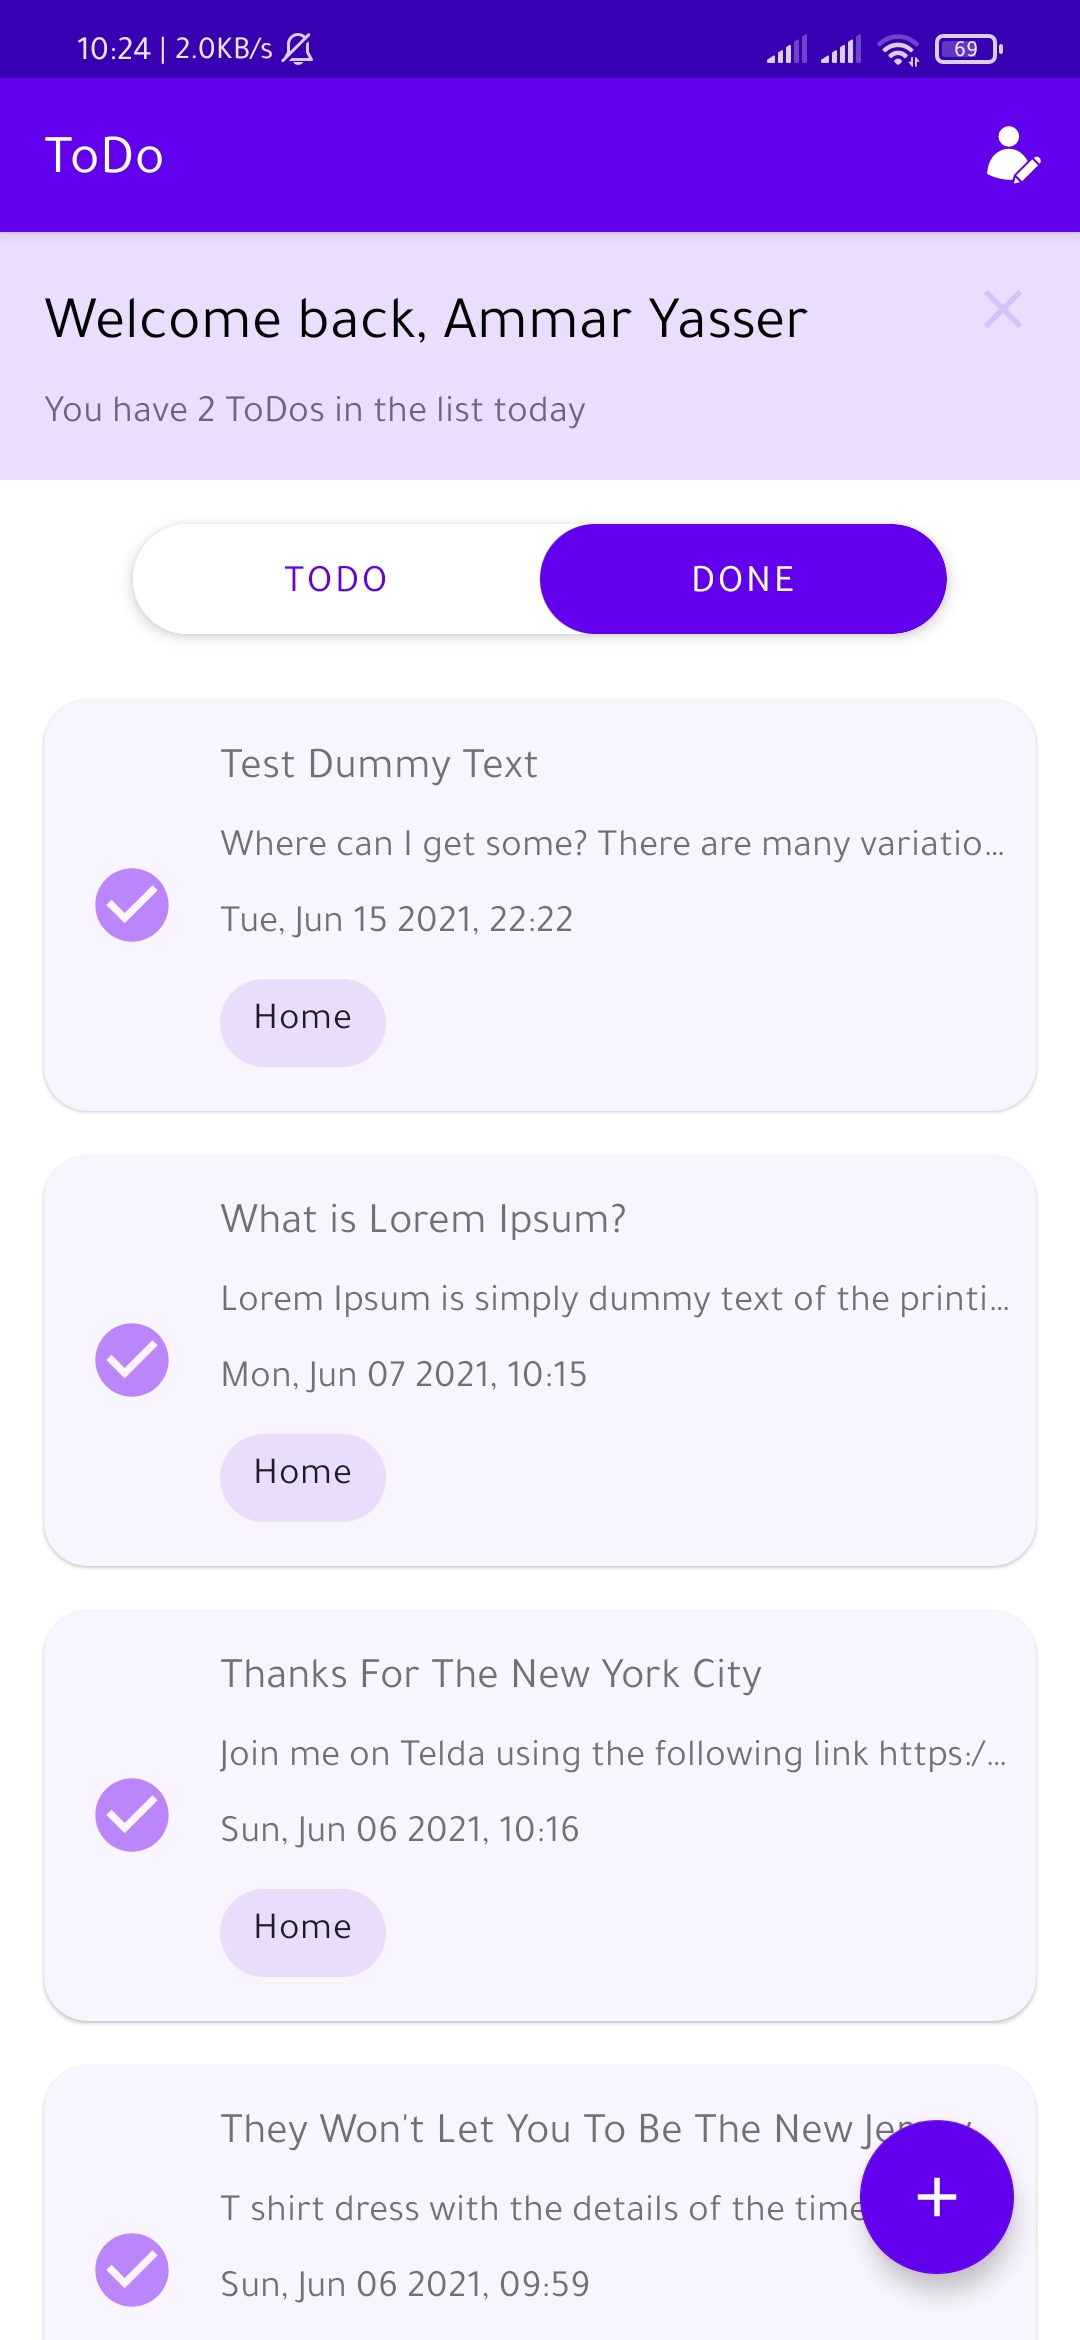 10:24 | 2.0KB/s
69
ToDo
Welcome back, Ammar Yasser
You have 2 ToDos in the list today
TODO
DONE
Test Dummy Text
Where can I get some? There are many variatio...
Tue, Jun 15 2021, 22:22
Home
What is Lorem Ipsum?
Lorem Ipsum is simply dummy text of the printi...
Mon, Jun 07 2021, 10:15
Home
Thanks For The New York City
Join me on Telda using the following link https:/...
Sun, Jun 06 2021, 10:16
Home
They Won't Let You To Be The New
T shirt dress with the details of the time
Sun, Jun 06 2021, 09:59